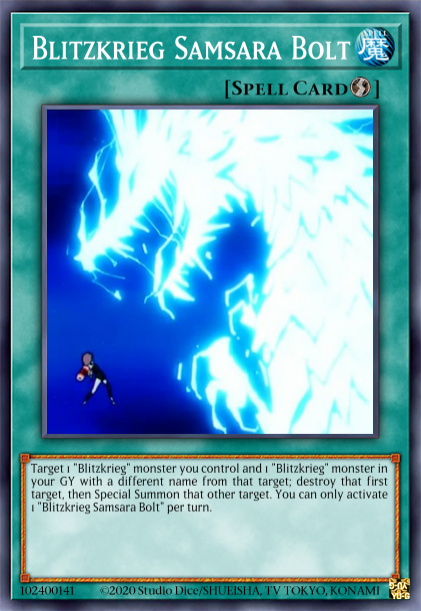 BLITZKRIEG SAMSARA BOLT
SPELL
魔
[SPELL CARD]
Target 1 "Blitzkrieg" monster you control and 1 "Blitzkrieg" monster in
your GY with a different name from that target; destroy that first
target, then Special Summon that other target. You can only activate
1 "Blitzkrieg Samsara Bolt" per turn.
102400141 ©2020 Studio Dice/SHUEISHA, TV TOKYO, KONAMI